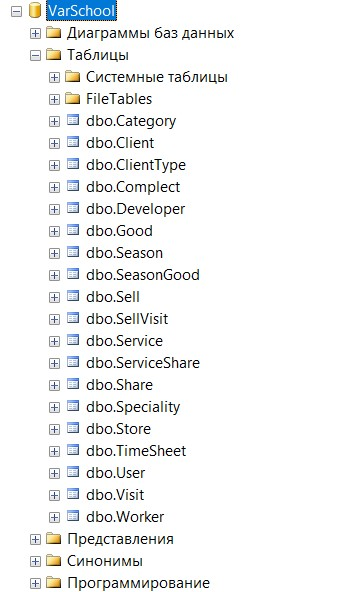 VarSchool
Диаграммы баз данных
Таблицы
Системные таблицы
FileTables
dbo.Category
dbo.Client
dbo.ClientType
dbo.Complect
dbo.Developer
dbo.Good
dbo.Season
dbo.SeasonGood
dbo.Sell
dbo.SellVisit
dbo.Service
dbo.ServiceShare
dbo.Share
dbo.Speciality
dbo.Store
dbo.TimeSheet
dbo.User
dbo.Visit
dbo.Worker
Представления
Синонимы
Программирование